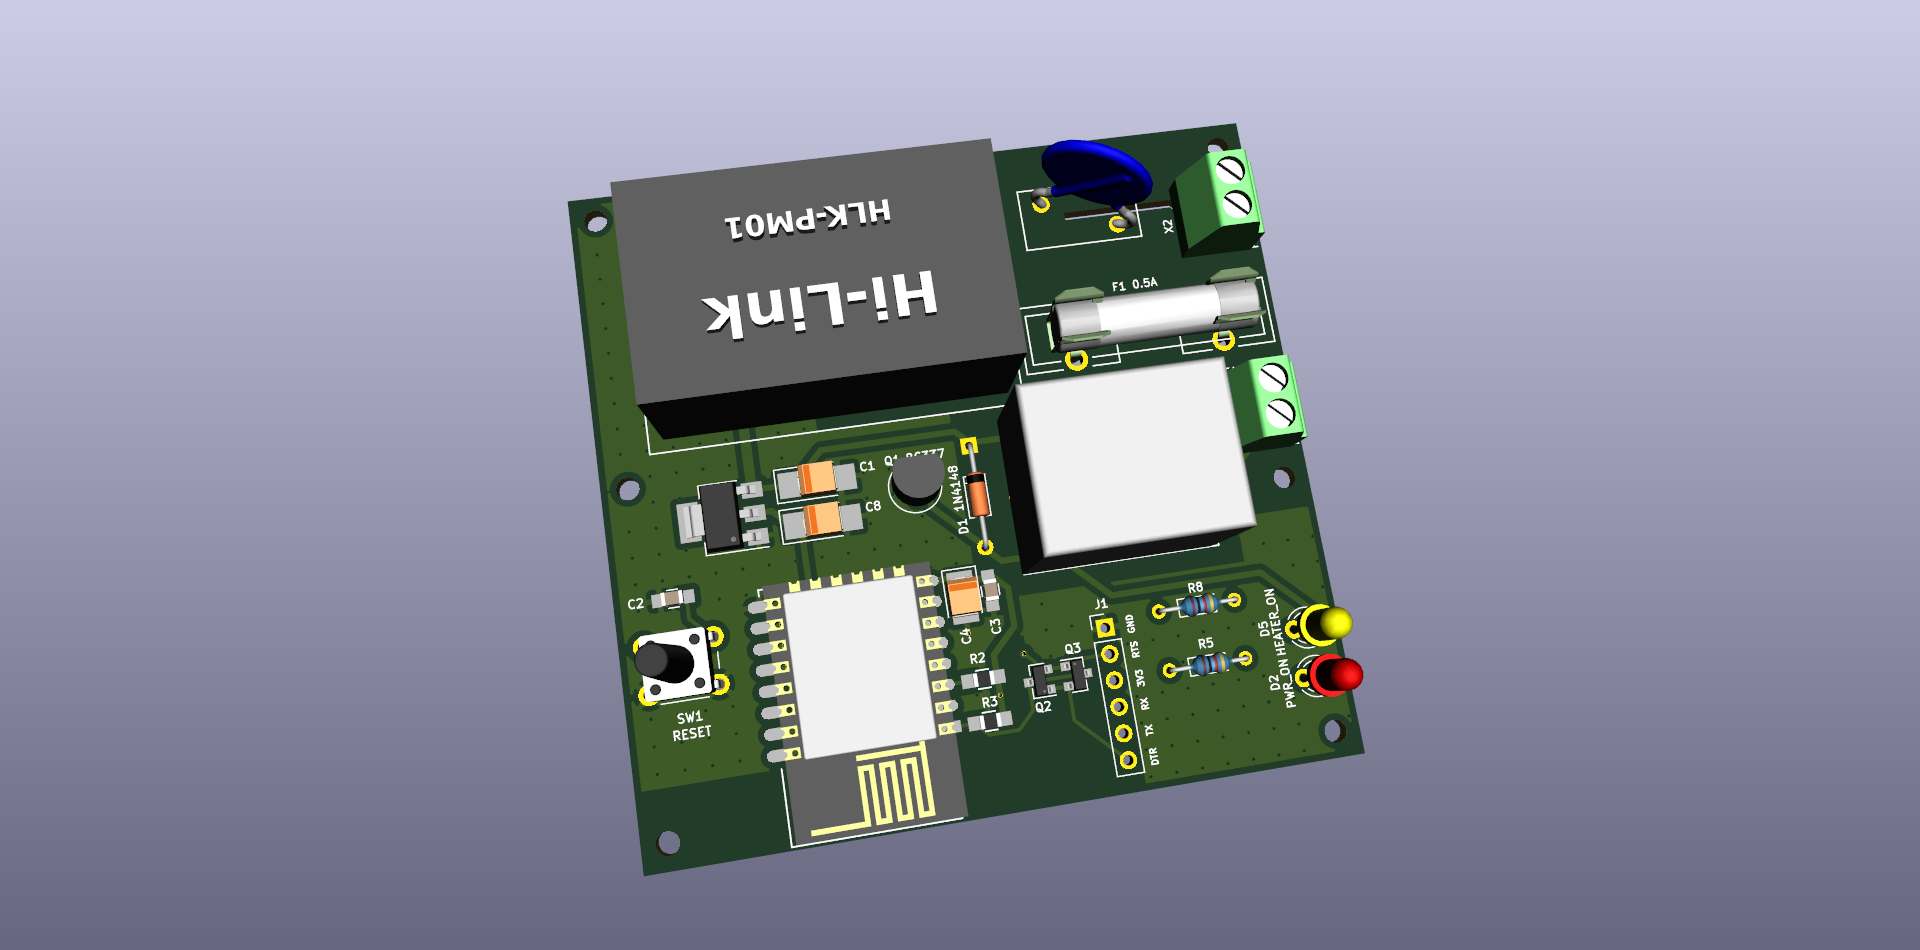 HLK-PM01
Hi-Link
X2
F1 0.5A
C1
C8
Q1
D1 1N4148
C2
C4
C3
R2
R3
Q3
Q2
J1
GND
RTS
3V3
RX
TX
DTR
R8
R5
D5
HEATER_ON
D2
PWR_ON
SW1
RESET